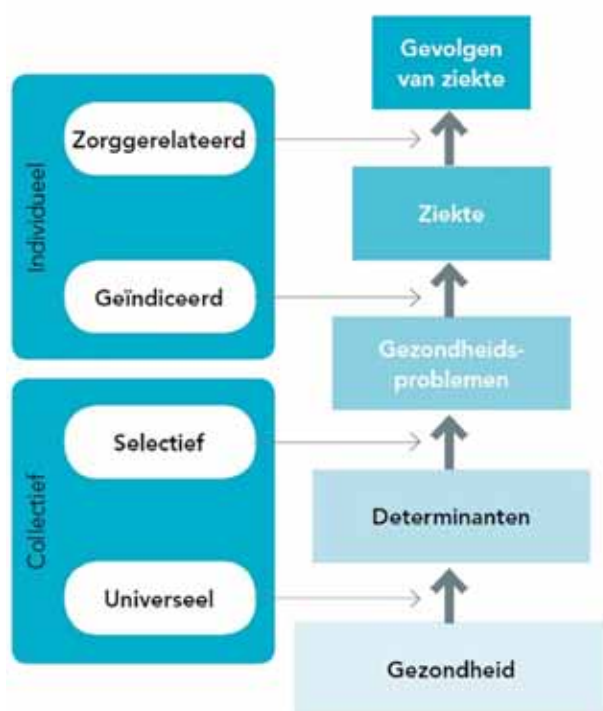 Gevolgen
van ziekte
Individueel
Zorggerelateerd
Ziekte
Geïndiceerd
Gezondheids-
problemen
Collectief
Selectief
Determinanten
Universeel
Gezondheid